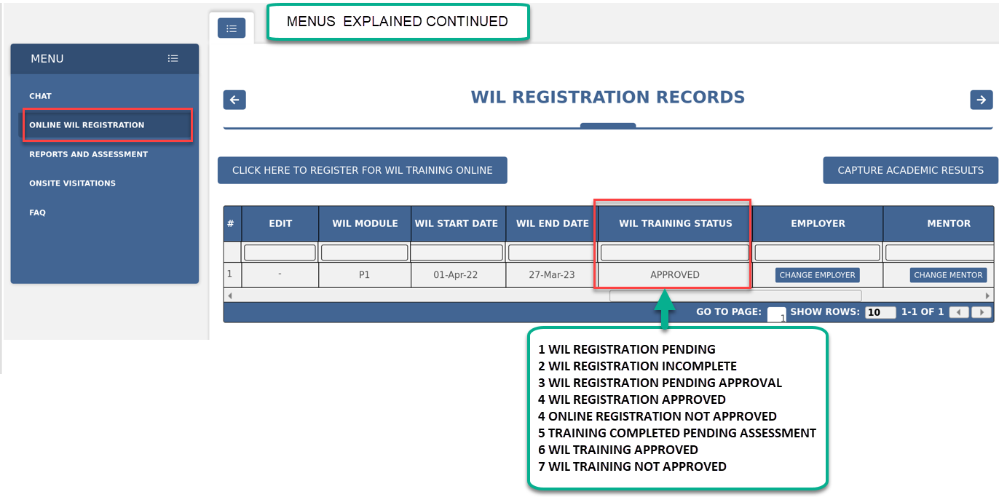 MENUS EXPLAINED CONTINUED
MENU
CHAT
ONLINE WIL REGISTRATION
REPORTS AND ASSESSMENT
ONSITE VISITATIONS
FAQ
WIL REGISTRATION RECORDS
CLICK HERE TO REGISTER FOR WIL TRAINING ONLINE
CAPTURE ACADEMIC RESULTS
# EDIT WIL MODULE WIL START DATE WIL END DATE WIL TRAINING STATUS EMPLOYER MENTOR
1 - P1 01-Apr-22 27-Mar-23 APPROVED CHANGE EMPLOYER CHANGE MENTOR
GO TO PAGE: 1 SHOW ROWS: 10 1-1 OF 1
1 WIL REGISTRATION PENDING
2 WIL REGISTRATION INCOMPLETE
3 WIL REGISTRATION PENDING APPROVAL
4 WIL REGISTRATION APPROVED
4 ONLINE REGISTRATION NOT APPROVED
5 TRAINING COMPLETED PENDING ASSESSMENT
6 WIL TRAINING APPROVED
7 WIL TRAINING NOT APPROVED